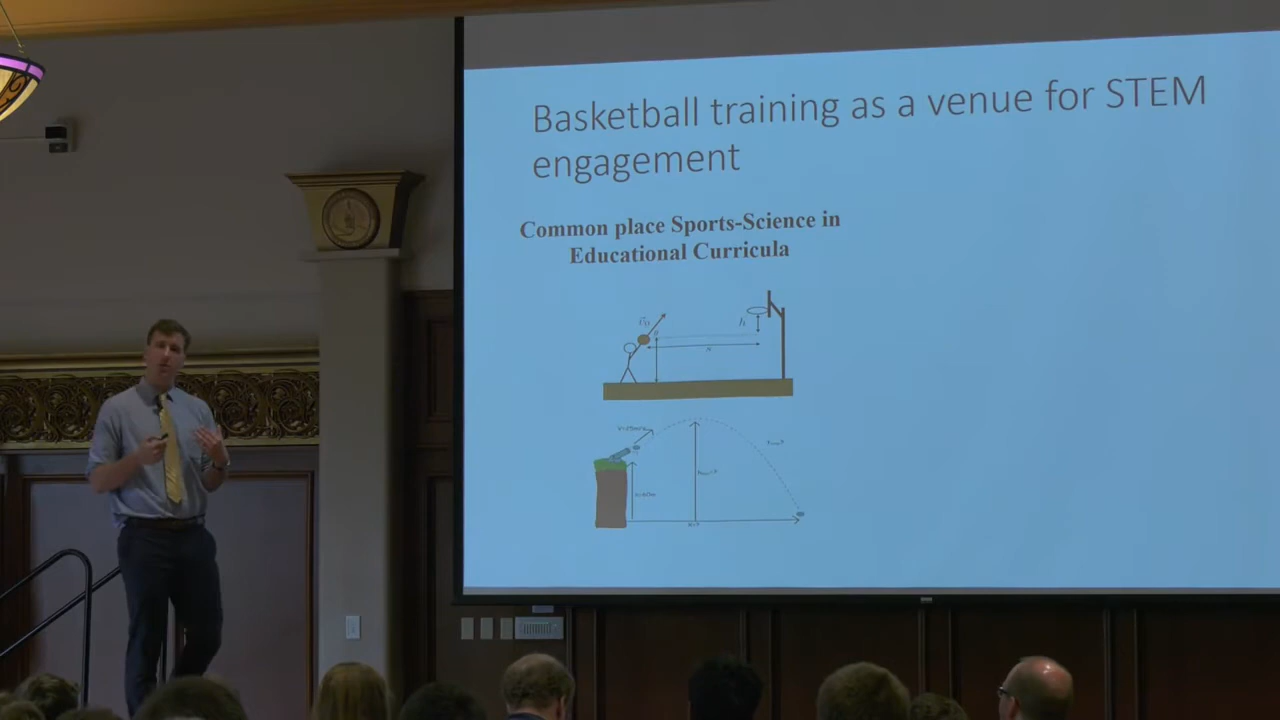 Basketball training as a venue for STEM
engagement
Common place Sports-Science in
Educational Curricula
h
x